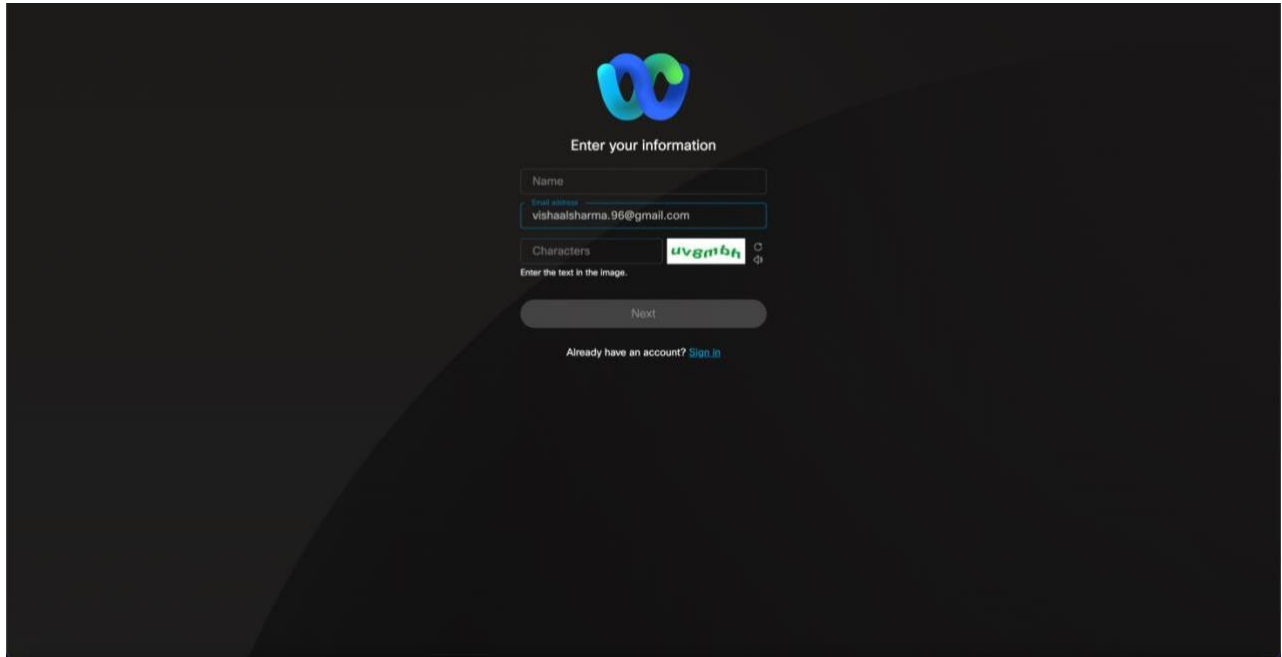 Enter your information
Name
Email address
vishaalsharma.96@gmail.com
Characters
Enter the text in the image.
Next
Already have an account? Sign in